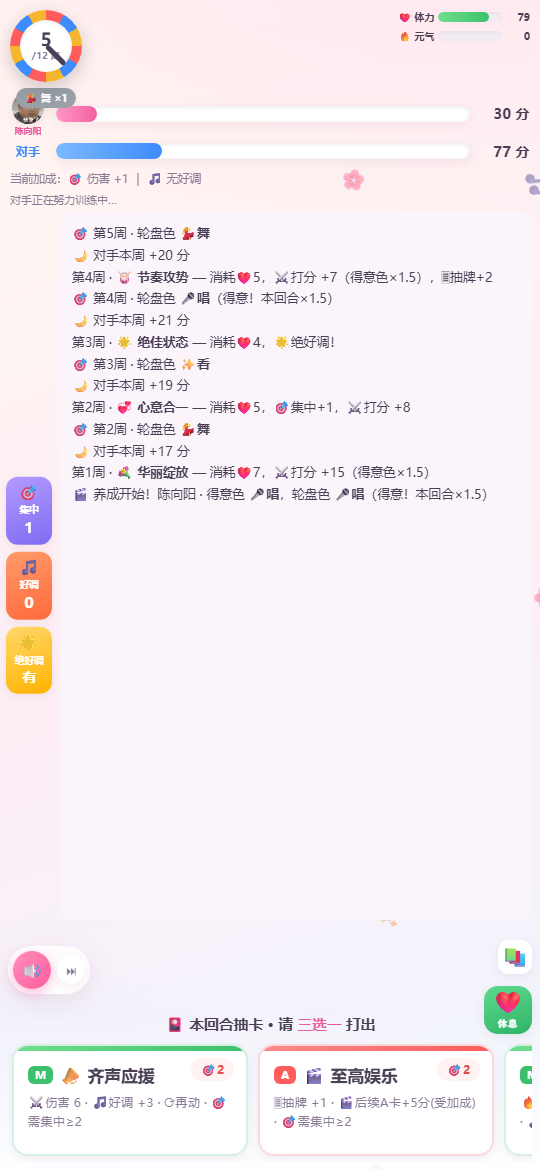 5
/12
体力 79
元气 0
舞 ×1
陈向阳
30 分
对手
77 分
当前加成: 伤害 +1 | 无好调
对手正在努力训练中...
第5周 · 轮盘色 舞
对手本周 +20 分
第4周 · 节奏攻势 — 消耗 5, 打分 +7（得意色×1.5）, 抽牌+2
第4周 · 轮盘色 唱（得意! 本回合×1.5）
对手本周 +21 分
第3周 · 绝佳状态 — 消耗 4, 绝好调!
第3周 · 轮盘色
对手本周 +19 分
第2周 · 心意合一 — 消耗 5, 集中+1, 打分 +8
第2周 · 轮盘色 舞
对手本周 +17 分
第1周 · 华丽绽放 — 消耗 7, 打分 +15（得意色×1.5）
养成开始! 陈向阳 · 得意色 唱, 轮盘色 唱（得意! 本回合×1.5）
集中
1
好调
0
绝好调
有
休息
本回合抽卡 • 请 三选一 打出
M 齐声应援 2
伤害 6 · 好调 +3 · 再动 ·
需集中≥2
A 至高娱乐 2
抽牌 +1 · 后续A卡+5分(受加成)
· 需集中≥2